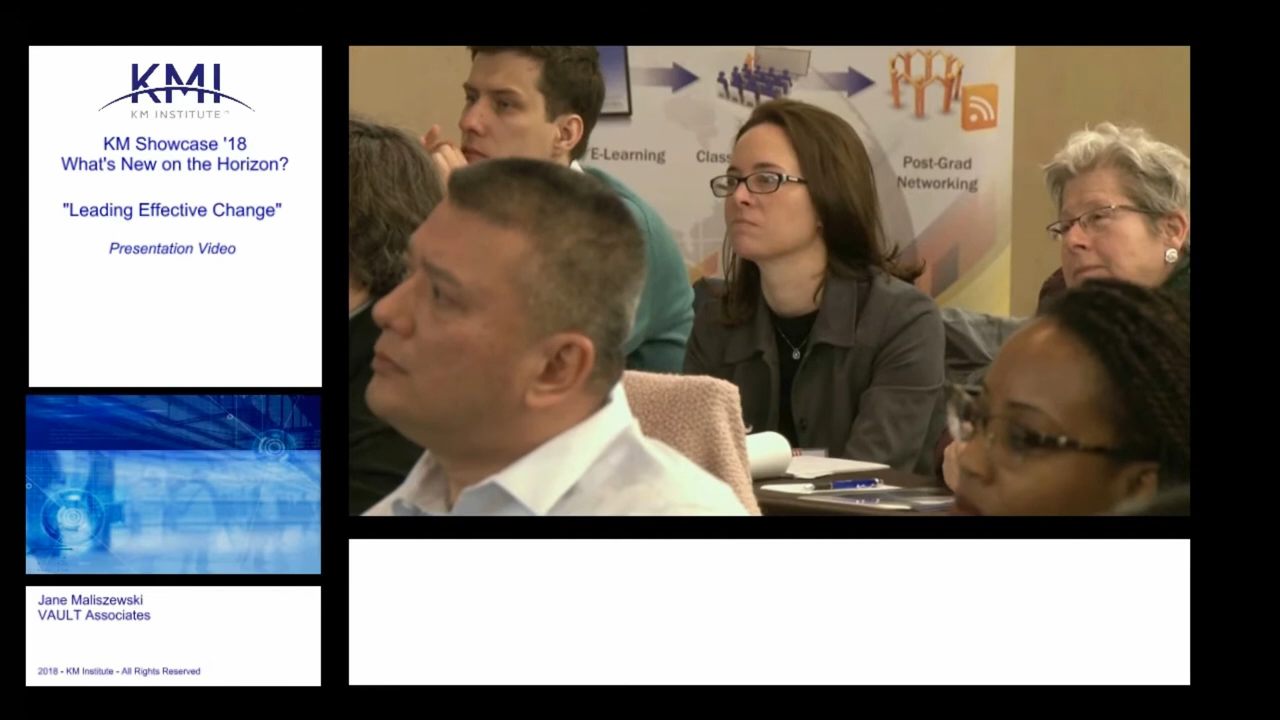 KMI
KM INSTITUTE
KM Showcase '18
What's New on the Horizon?
"Leading Effective Change"
Presentation Video
E-Learning
Class
Post-Grad
Networking
Jane Maliszewski
VAULT Associates
2018 - KM Institute - All Rights Reserved